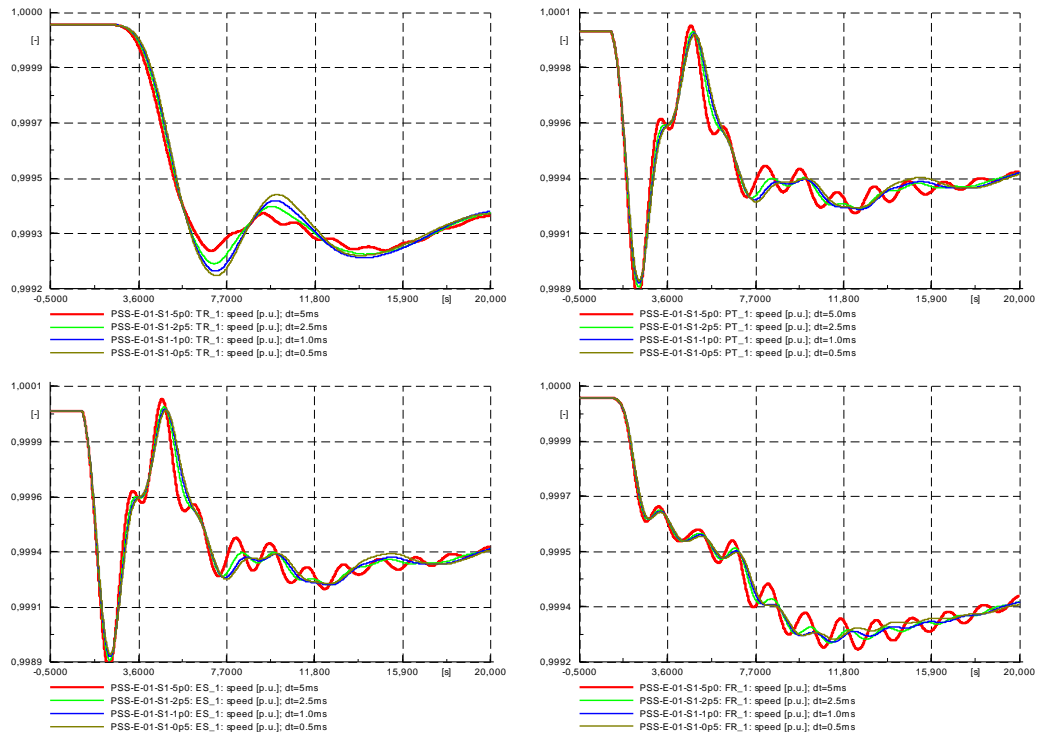 1,0000
[-]
0,9999
0,9997
0,9995
0,9993
0,9992
-0,5000 3,6000 7,7000 11,800 15,900 [s] 20,000
PSS-E-01-S1-5p0: TR_1: speed [p.u.]; dt=5ms
PSS-E-01-S1-2p5: TR_1: speed [p.u.]; dt=2.5ms
PSS-E-01-S1-1p0: TR_1: speed [p.u.]; dt=1.0ms
PSS-E-01-S1-0p5: TR_1: speed [p.u.]; dt=0.5ms
1,0001
[-]
0,9998
0,9996
0,9994
0,9991
0,9989
-0,5000 3,6000 7,7000 11,800 15,900 [s] 20,000
PSS-E-01-S1-5p0: PT_1: speed [p.u.]; dt=5.0ms
PSS-E-01-S1-2p5: PT_1: speed [p.u.]; dt=2.5ms
PSS-E-01-S1-1p0: PT_1: speed [p.u.]; dt=1.0ms
PSS-E-01-S1-0p5: PT_1: speed [p.u.]; dt=0.5ms
1,0001
[-]
0,9999
0,9996
0,9994
0,9991
0,9989
-0,5000 3,6000 7,7000 11,800 15,900 [s] 20,000
PSS-E-01-S1-5p0: ES_1: speed [p.u.]; dt=5ms
PSS-E-01-S1-2p5: ES_1: speed [p.u.]; dt=2.5ms
PSS-E-01-S1-1p0: ES_1: speed [p.u.]; dt=1.0ms
PSS-E-01-S1-0p5: ES_1: speed [p.u.]; dt=0.5ms
1,0000
[-]
0,9999
0,9997
0,9995
0,9994
0,9992
-0,5000 3,6000 7,7000 11,800 15,900 [s] 20,000
PSS-E-01-S1-5p0: FR_1: speed [p.u.]; dt=5ms
PSS-E-01-S1-2p5: FR_1: speed [p.u.]; dt=2.5ms
PSS-E-01-S1-1p0: FR_1: speed [p.u.]; dt=1.0ms
PSS-E-01-S1-0p5: FR_1: speed [p.u.]; dt=0.5ms